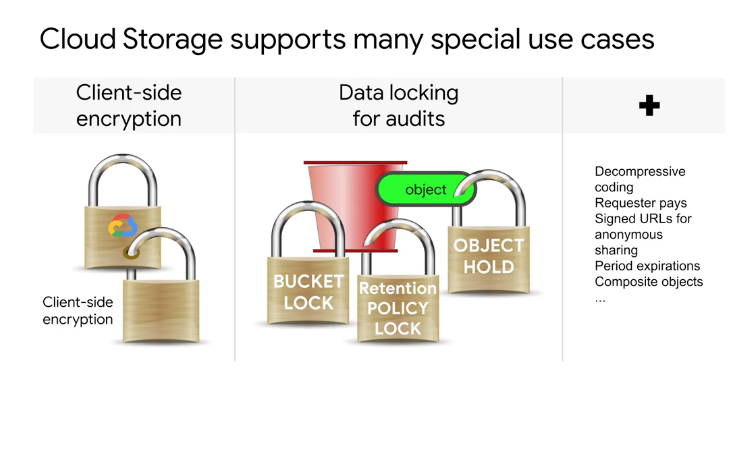 Cloud Storage supports many special use cases
Client-side
encryption
Data locking
for audits
+
Client-side
encryption
object
BUCKET
LOCK
Retention
POLICY
LOCK
OBJECT
HOLD
Decompressive
coding
Requester pays
Signed URLs for
anonymous
sharing
Period expirations
Composite objects
...